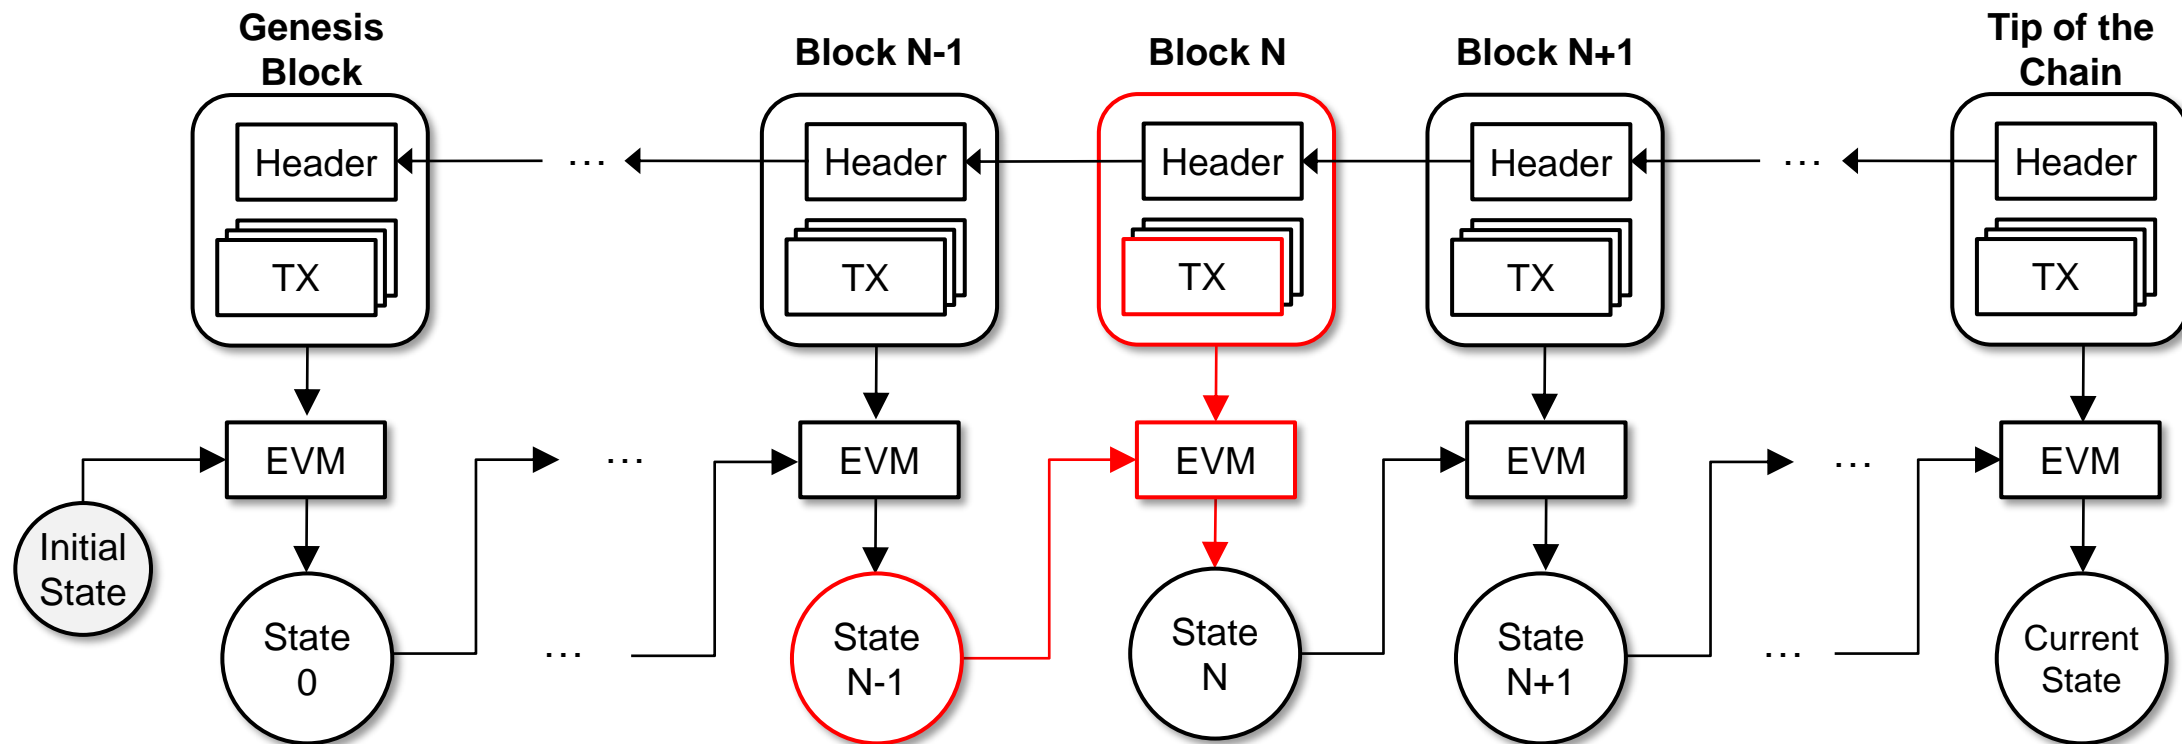 Genesis
Block
Block N-1
Block N
Block N+1
Tip of the
Chain
Header
...
Header
Header
Header
...
Header
TX
TX
TX
TX
TX
EVM
...
EVM
EVM
EVM
...
EVM
Initial
State
State
0
...
State
N-1
State
N
State
N+1
...
Current
State